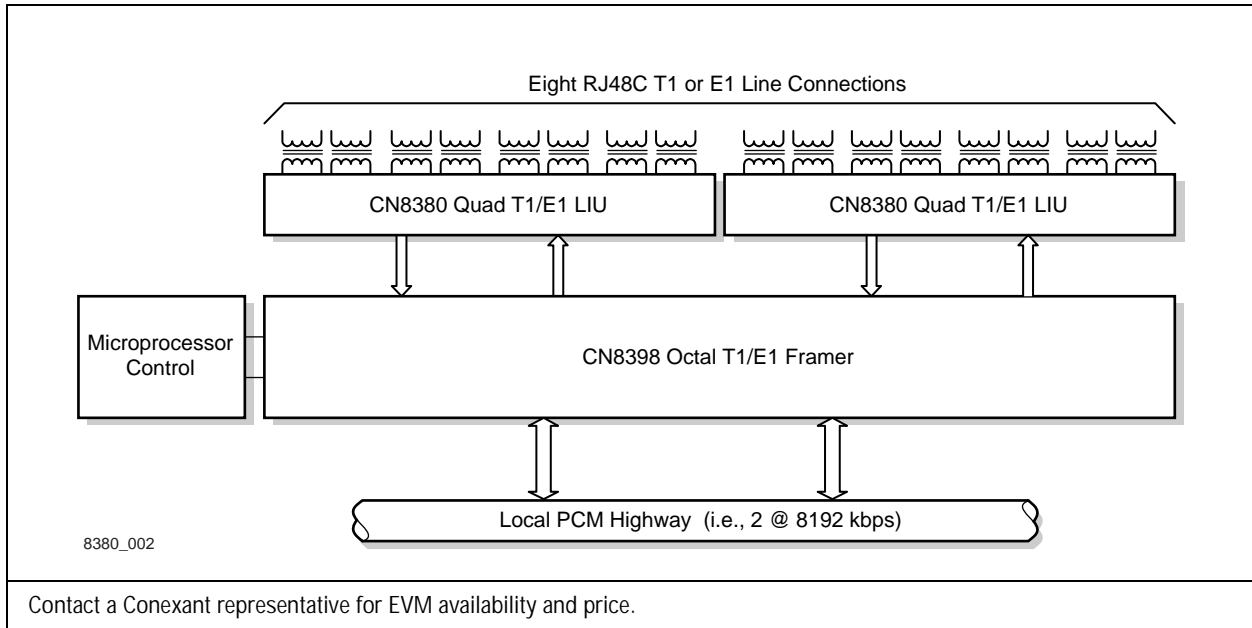 Eight RJ48C T1 or E1 Line Connections
CN8380 Quad T1/E1 LIU
CN8380 Quad T1/E1 LIU
Microprocessor
Control
CN8398 Octal T1/E1 Framer
Local PCM Highway (i.e., 2 @ 8192 kbps)
8380_002
Contact a Conexant representative for EVM availability and price.